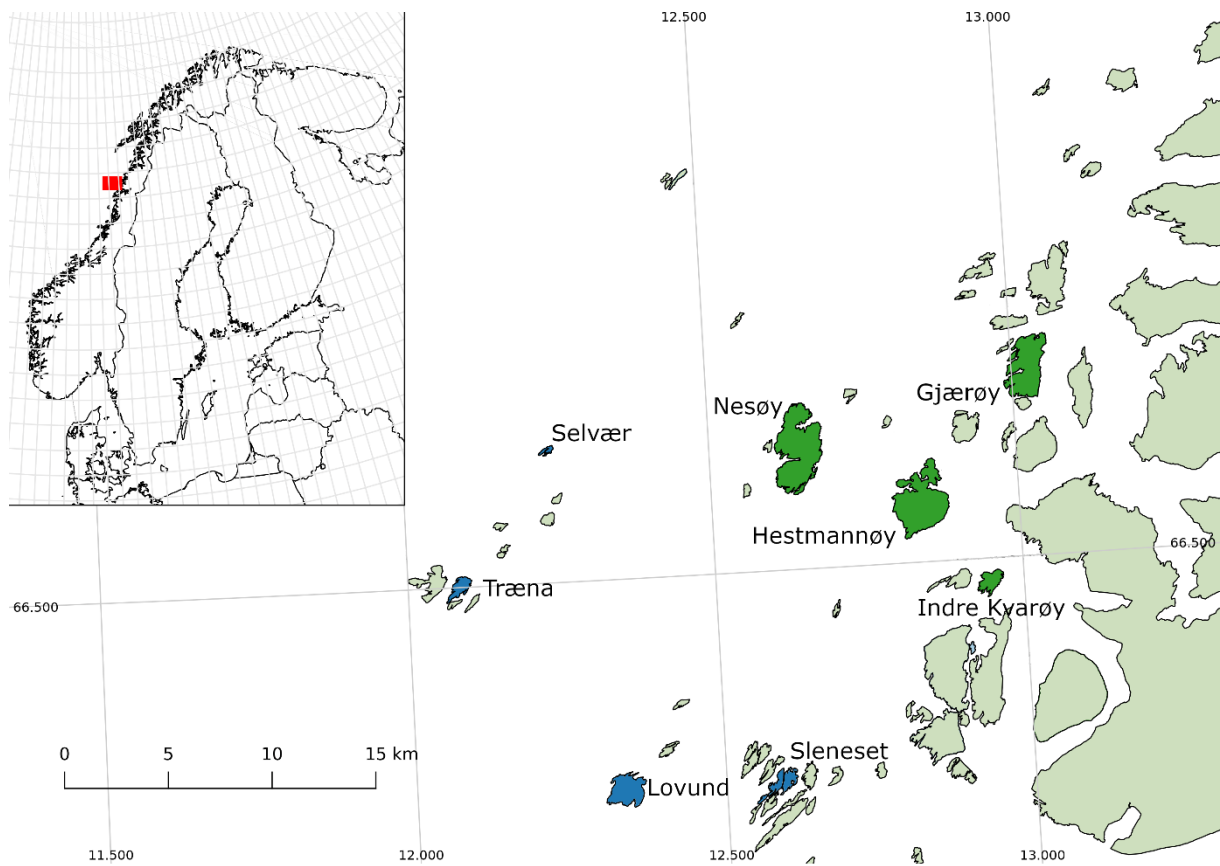 12.500
13.000
Gjærøy
Nesøy
Selvær
Hestmannøy
66.500
Træna
66.500
Indre Kvarøy
Sleneset
0 5 10 15 km
Lovund
11.500
12.000
12.500
13.000